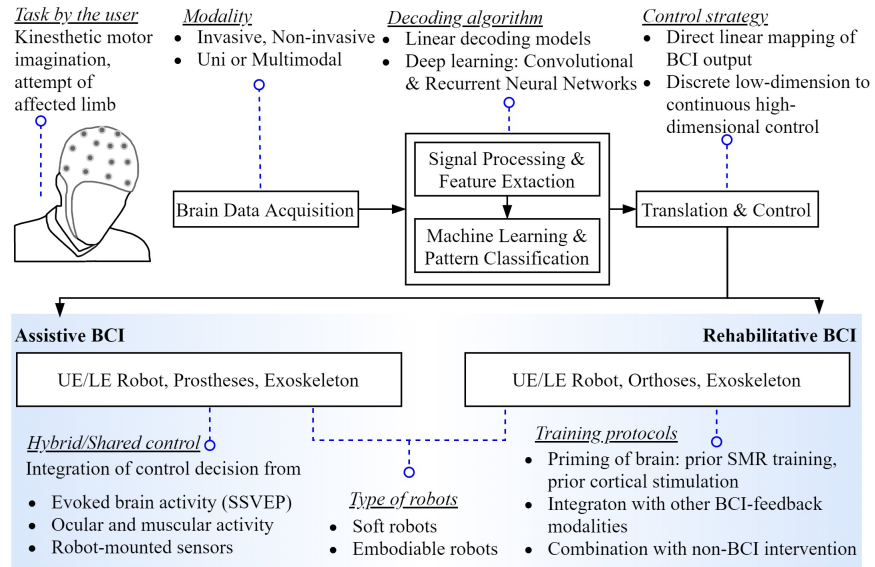 Task by the user
Kinesthetic motor
imagination,
attempt of
affected limb
Modality
• Invasive, Non-invasive
• Uni or Multimodal
Decoding algorithm
• Linear decoding models
• Deep learning: Convolutional
& Recurrent Neural Networks
Control strategy
• Direct linear mapping of
BCI output
• Discrete low-dimension to
continuous high-
dimensional control
Brain Data Acquisition
Signal Processing &
Feature Extaction
Machine Learning &
Pattern Classification
Translation & Control
Assistive BCI
UE/LE Robot, Prostheses, Exoskeleton
Rehabilitative BCI
UE/LE Robot, Orthoses, Exoskeleton
Hybrid/Shared control
Integration of control decision from
• Evoked brain activity (SSVEP)
• Ocular and muscular activity
• Robot-mounted sensors
Type of robots
• Soft robots
• Embodiable robots
Training protocols
• Priming of brain: prior SMR training,
prior cortical stimulation
• Integraton with other BCI-feedback
modalities
• Combination with non-BCI intervention